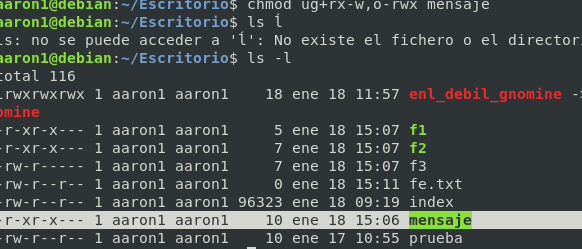 aaron1@debian:~/Escritorio$ chmod ug+rx-w,o-rwx mensaje
aaron1@debian:~/Escritorio$ ls ĺ
ls: no se puede acceder a 'ĺ': No existe el fichero o el directori
aaron1@debian:~/Escritorio$ ls -l
total 116
lrwxrwxrwx 1 aaron1 aaron1 18 ene 18 11:57 enl_debil_gnomine -
omine
-r-xr-x--- 1 aaron1 aaron1 5 ene 18 15:07 f1
-r-xr-x--- 1 aaron1 aaron1 7 ene 18 15:07 f2
-rw-r----- 1 aaron1 aaron1 7 ene 18 15:07 f3
-rw-r--r-- 1 aaron1 aaron1 0 ene 18 15:11 fe.txt
-rw-r--r-- 1 aaron1 aaron1 96323 ene 18 09:19 index
-r-xr-x--- 1 aaron1 aaron1 10 ene 18 15:06 mensaje
-rw-r--r-- 1 aaron1 aaron1 10 ene 17 10:55 prueba